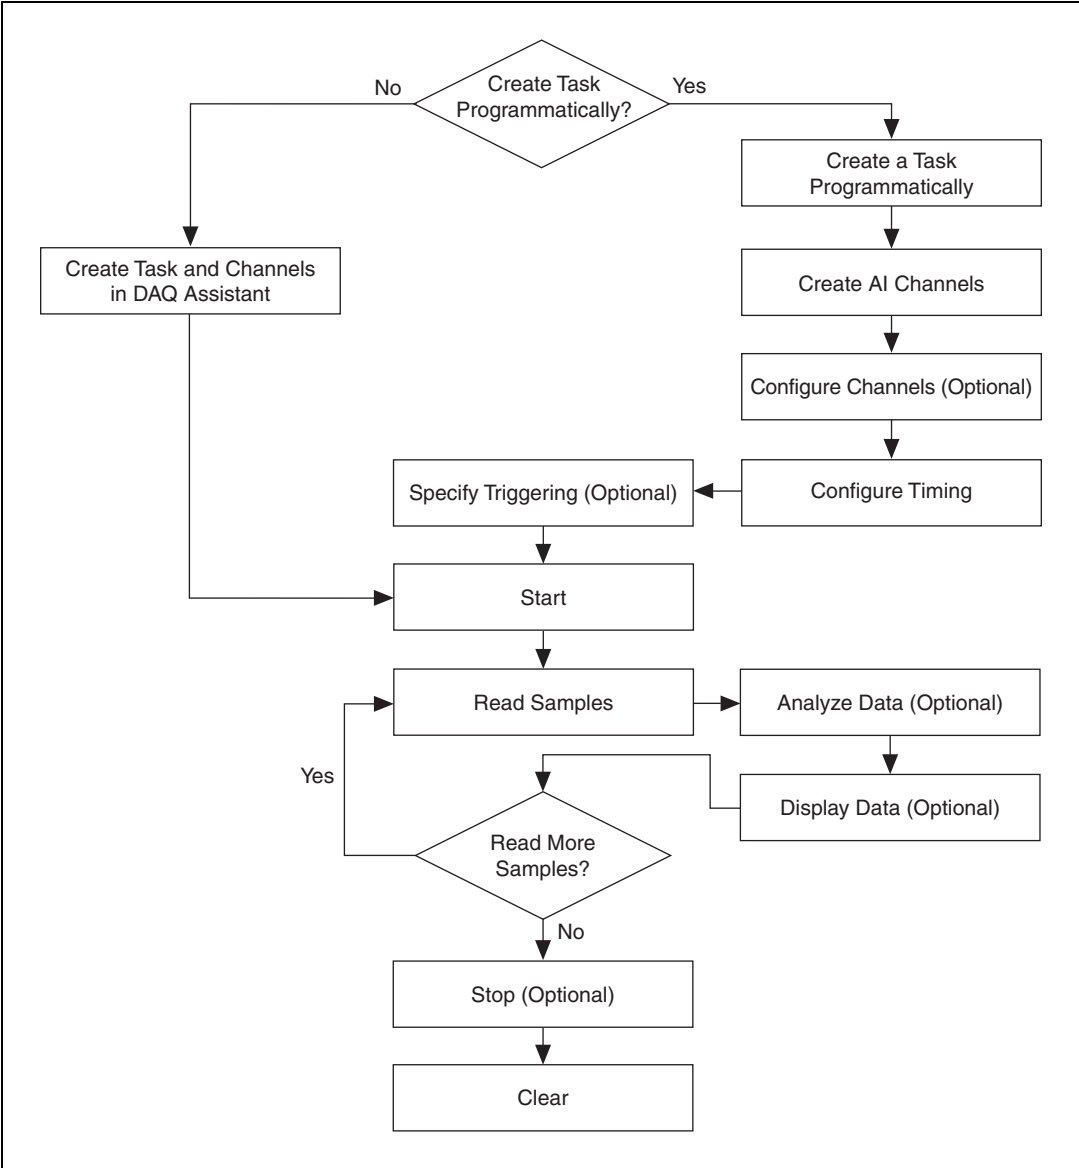 No
Create Task
Programmatically?
Yes
Create a Task
Programmatically
Create Task and Channels
in DAQ Assistant
Create AI Channels
Configure Channels (Optional)
Specify Triggering (Optional)
Configure Timing
Start
Read Samples
Analyze Data (Optional)
Yes
Display Data (Optional)
Read More
Samples?
No
Stop (Optional)
Clear